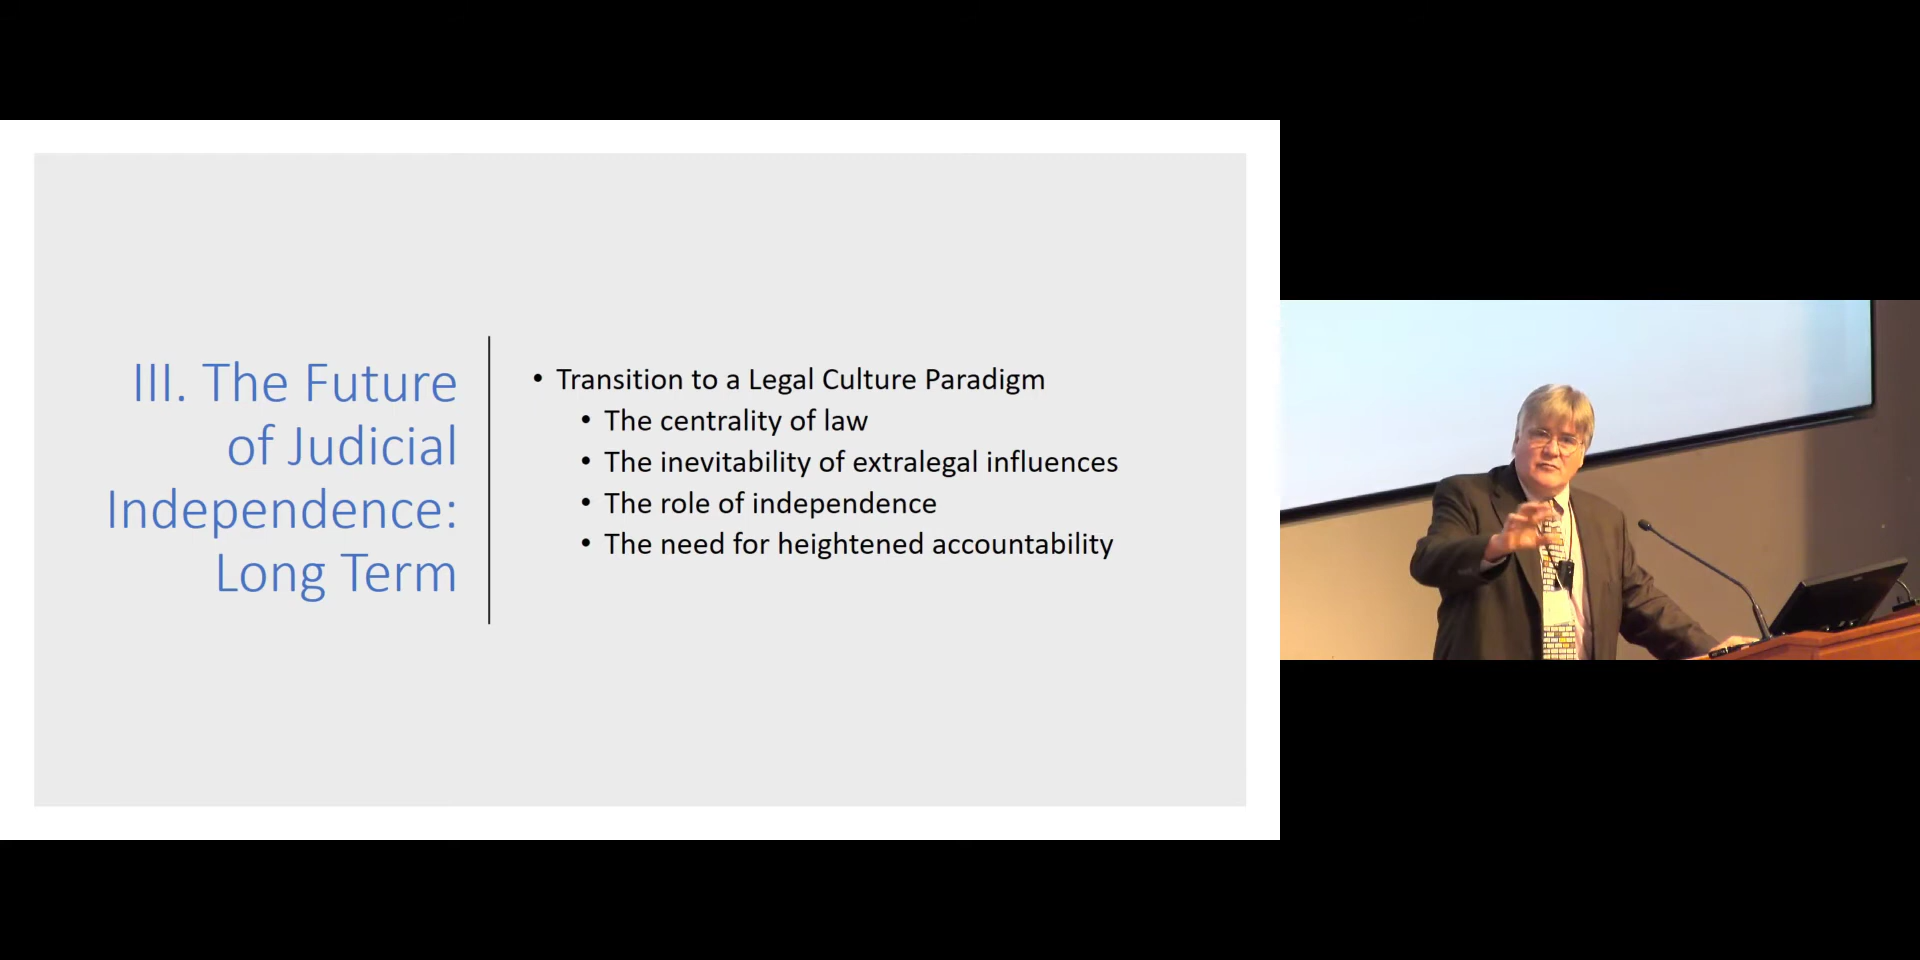 III. The Future
of Judicial
Independence:
Long Term
• Transition to a Legal Culture Paradigm
• The centrality of law
• The inevitability of extralegal influences
• The role of independence
• The need for heightened accountability